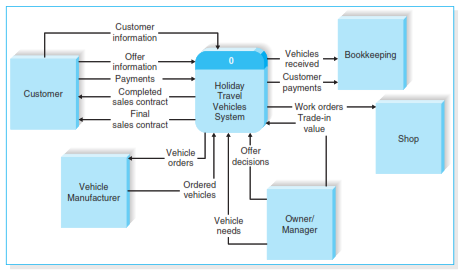 Customer
information
Offer
information
Payments
Completed
sales contract
Final
sales contract
Customer
0
Holiday
Travel
Vehicles
System
Vehicles
received
Customer
payments
Bookkeeping
Work orders
Trade-in
value
Shop
Vehicle
orders
Offer
decisions
Ordered
vehicles
Vehicle
Manufacturer
Vehicle
needs
Owner/
Manager